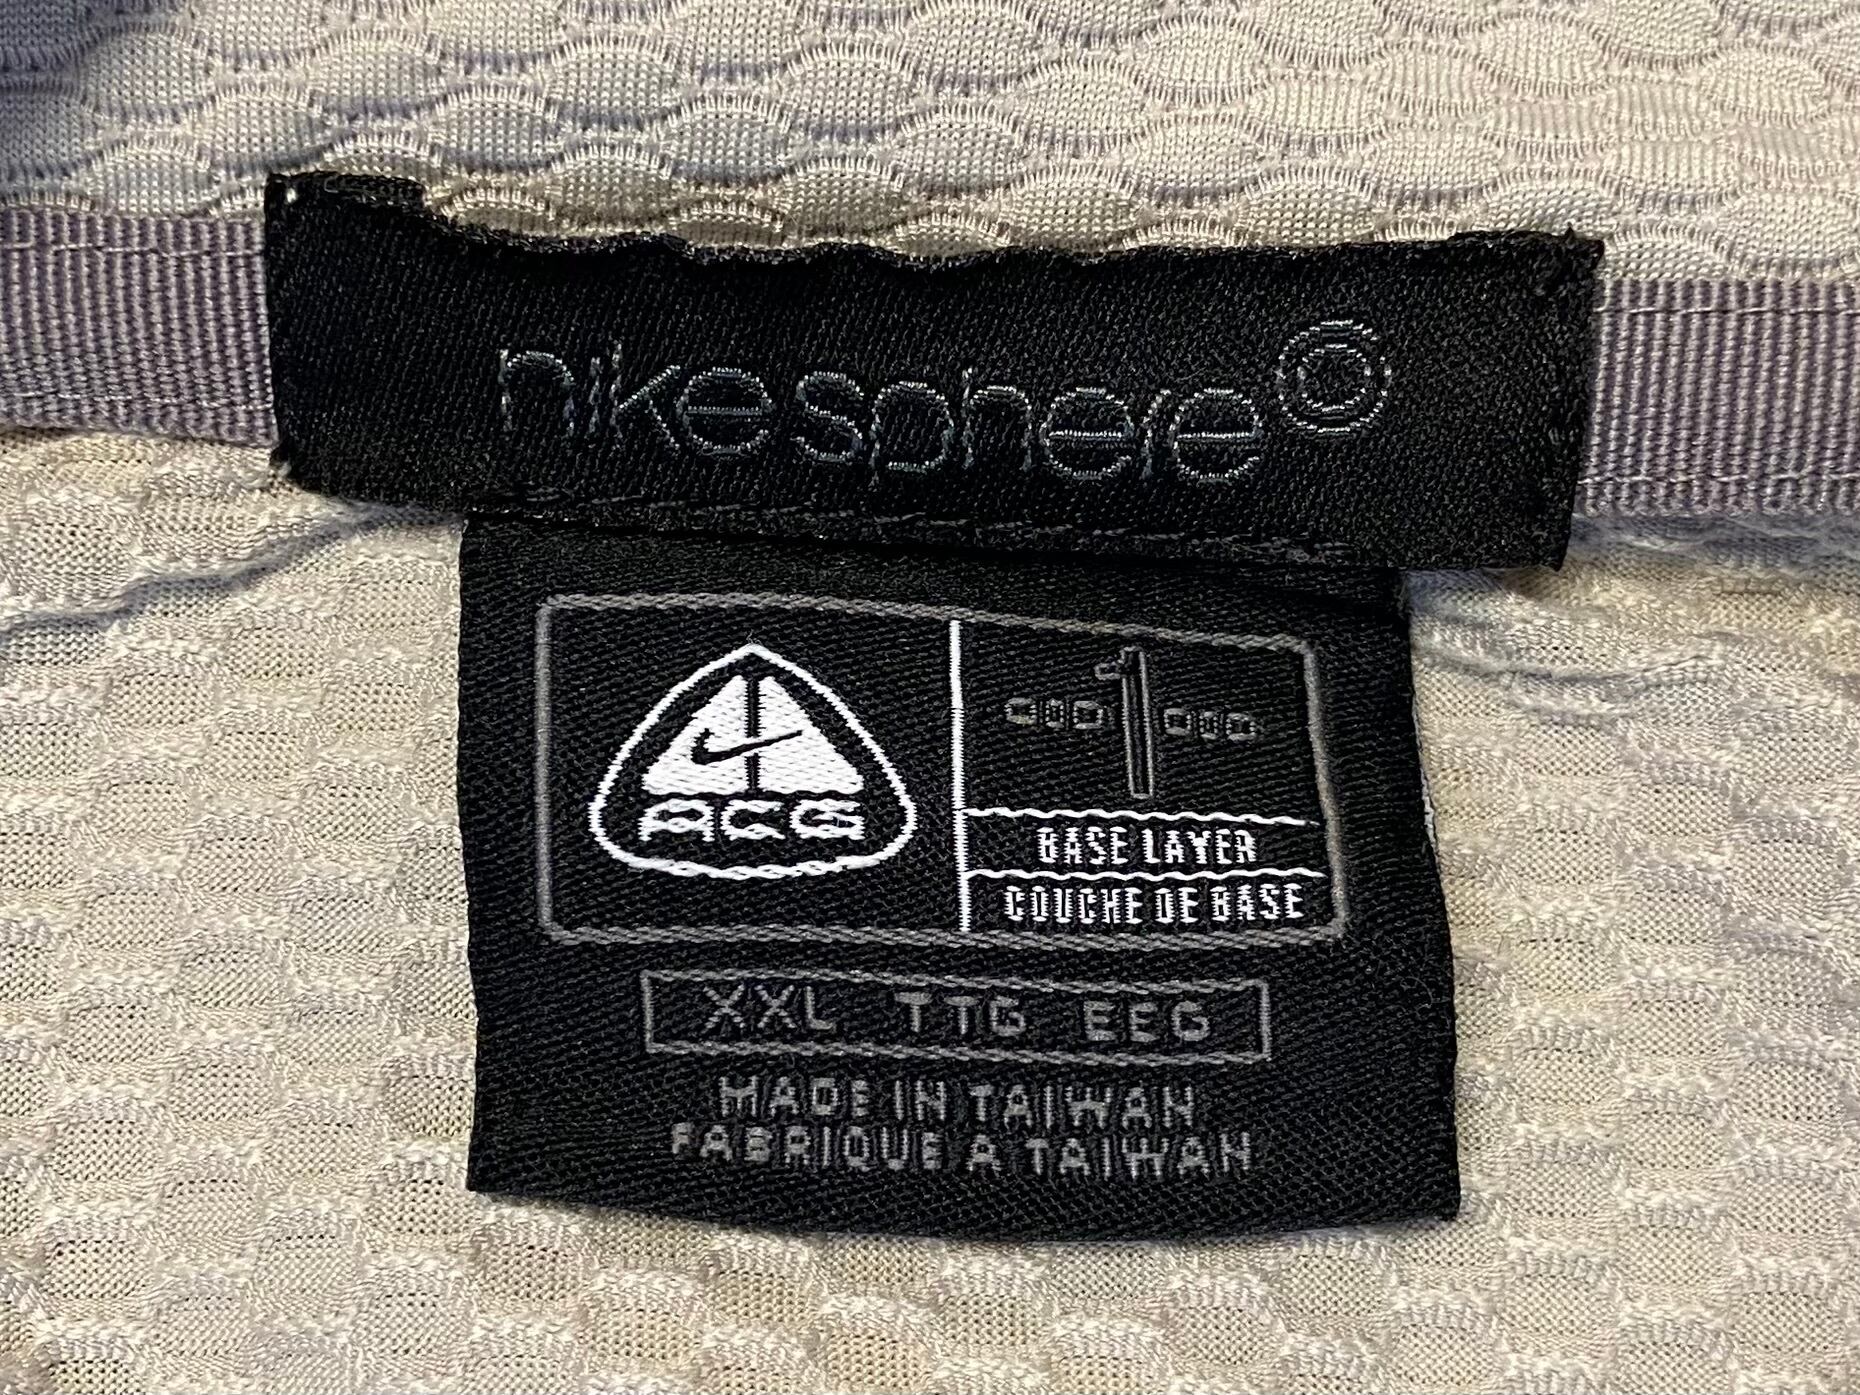 nikesphere©
ACG
1
BASE LAYER
COUCHE DE BASE
XXL TTG EEG
MADE IN TAIWAN
FABRIQUE A TAIWAN